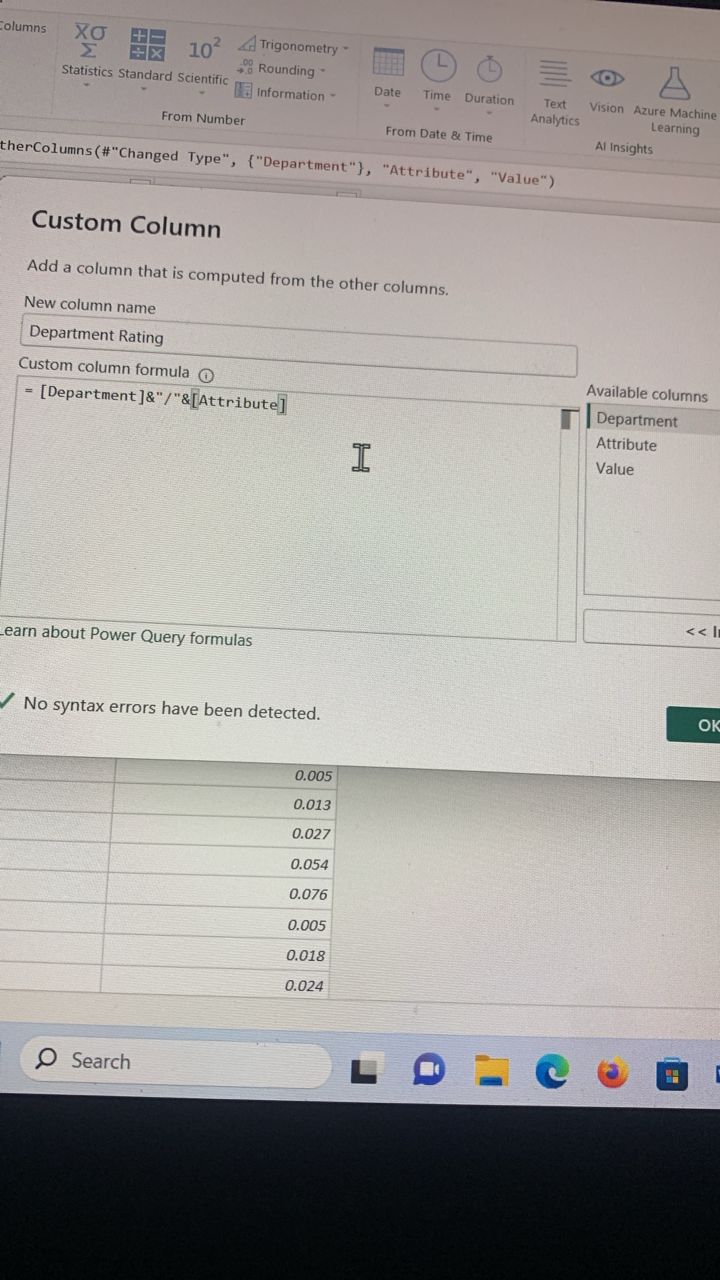 Columns
XO
Σ
Statistics
Standard
10²
Scientific
Trigonometry
.00 Rounding
Information
From Number
Date
Time
Duration
From Date & Time
Text
Analytics
Vision
Azure Machine
Learning
AI Insights
therColumns(#"Changed Type", {"Department"}, "Attribute", "Value")
Custom Column
Add a column that is computed from the other columns.
New column name
Department Rating
Custom column formula
= [Department]&"/"&[Attribute]
Available columns
Department
Attribute
Value
<< In
Learn about Power Query formulas
No syntax errors have been detected.
OK
0.005
0.013
0.027
0.054
0.076
0.005
0.018
0.024
Search